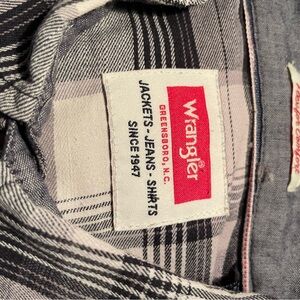 Wrangler
GREENSBORO, N.C.
JACKETS - JEANS - SHIRTS
SINCE 1947